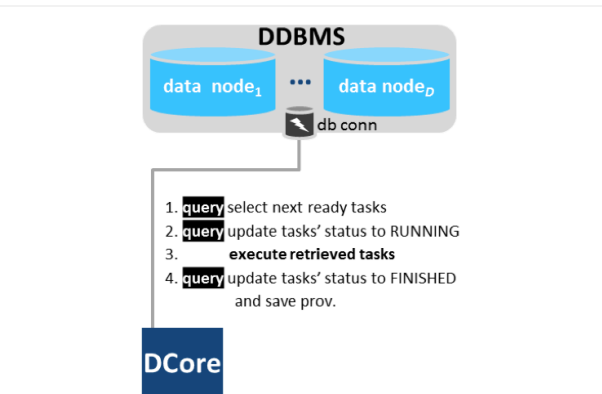 DDBMS
data node1 ... data nodeD
db conn
1. query select next ready tasks
2. query update tasks' status to RUNNING
3. execute retrieved tasks
4. query update tasks' status to FINISHED
and save prov.
DCore